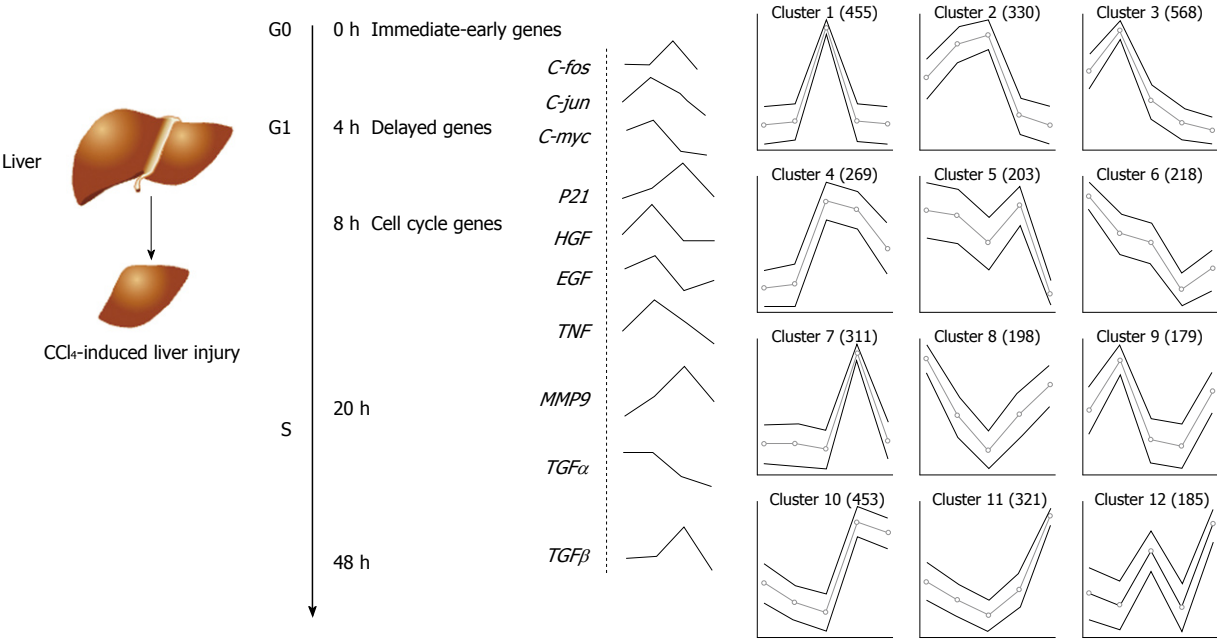 G0
0 h Immediate-early genes
C-fos
C-jun
G1
4 h Delayed genes
C-myc
Liver
P21
8 h Cell cycle genes
HGF
EGF
TNF
CCl₄-induced liver injury
MMP9
20 h
S
TGFα
TGFβ
48 h
Cluster 1 (455)
Cluster 2 (330)
Cluster 3 (568)
Cluster 4 (269)
Cluster 5 (203)
Cluster 6 (218)
Cluster 7 (311)
Cluster 8 (198)
Cluster 9 (179)
Cluster 10 (453)
Cluster 11 (321)
Cluster 12 (185)